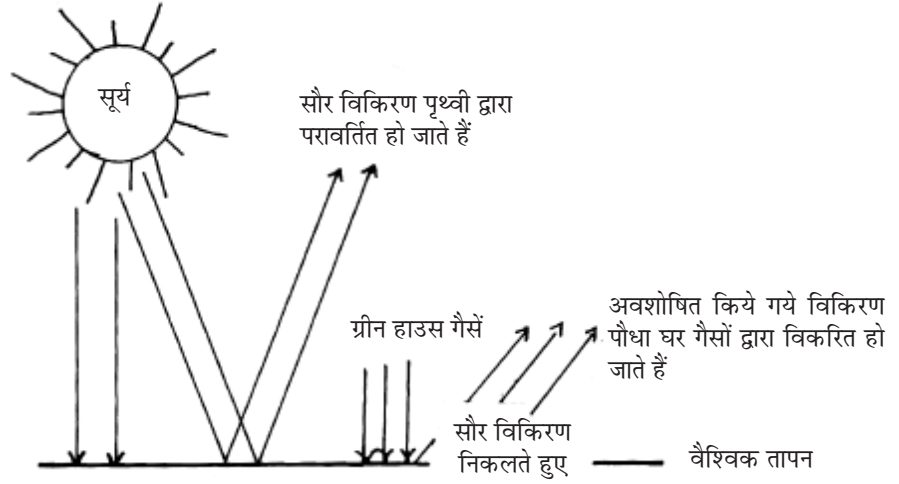 सूर्य
सौर विकिरण पृथ्वी द्वारा
परावर्तित हो जाते हैं
ग्रीन हाउस गैसें
अवशोषित किये गये विकिरण
पौधा घर गैसों द्वारा विकरित हो
जाते हैं
सौर विकिरण
निकलते हुए
वैश्विक तापन